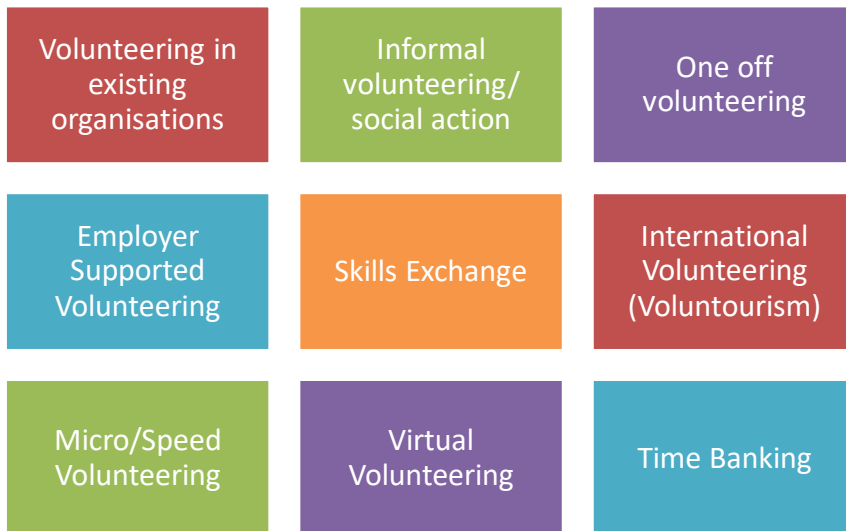 Volunteering in
existing
organisations
Informal
volunteering/
social action
One off
volunteering
Employer
Supported
Volunteering
Skills Exchange
International
Volunteering
(Voluntourism)
Micro/Speed
Volunteering
Virtual
Volunteering
Time Banking